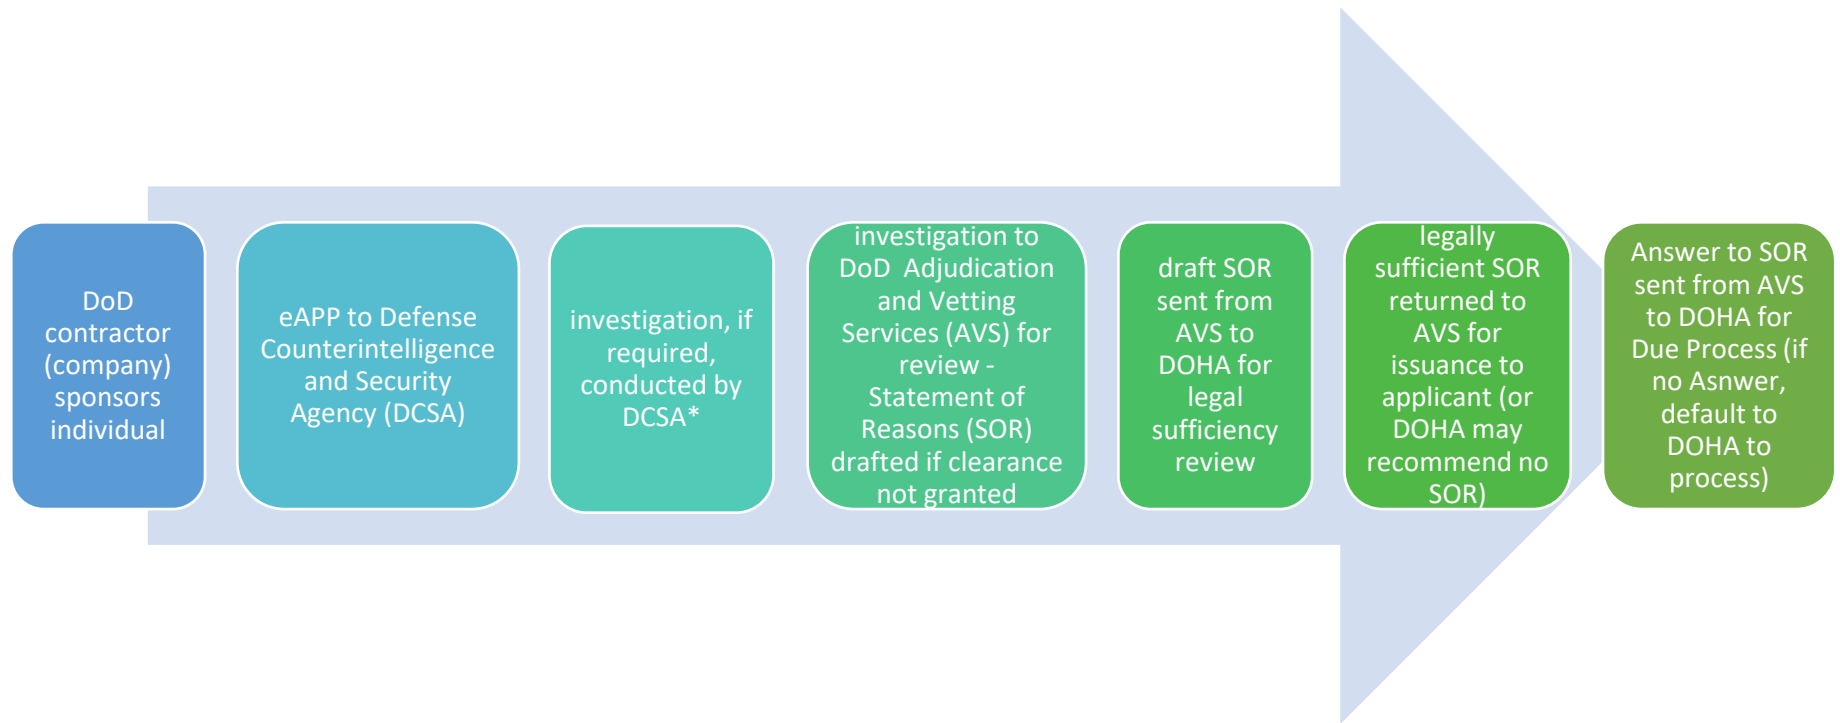 DoD
contractor
(company)
sponsors
individual
eAPP to Defense
Counterintelligence
and Security
Agency (DCSA)
investigation, if
required,
conducted by
DCSA*
investigation to
DoD  Adjudication
and Vetting
Services (AVS) for
review -
Statement of
Reasons (SOR)
drafted if clearance
not granted
draft SOR
sent from
AVS to
DOHA for
legal
sufficiency
review
legally
sufficient SOR
returned to
AVS for
issuance to
applicant (or
DOHA may
recommend no
SOR)
Answer to SOR
sent from AVS
to DOHA for
Due Process (if
no Asnwer,
default to
DOHA to
process)